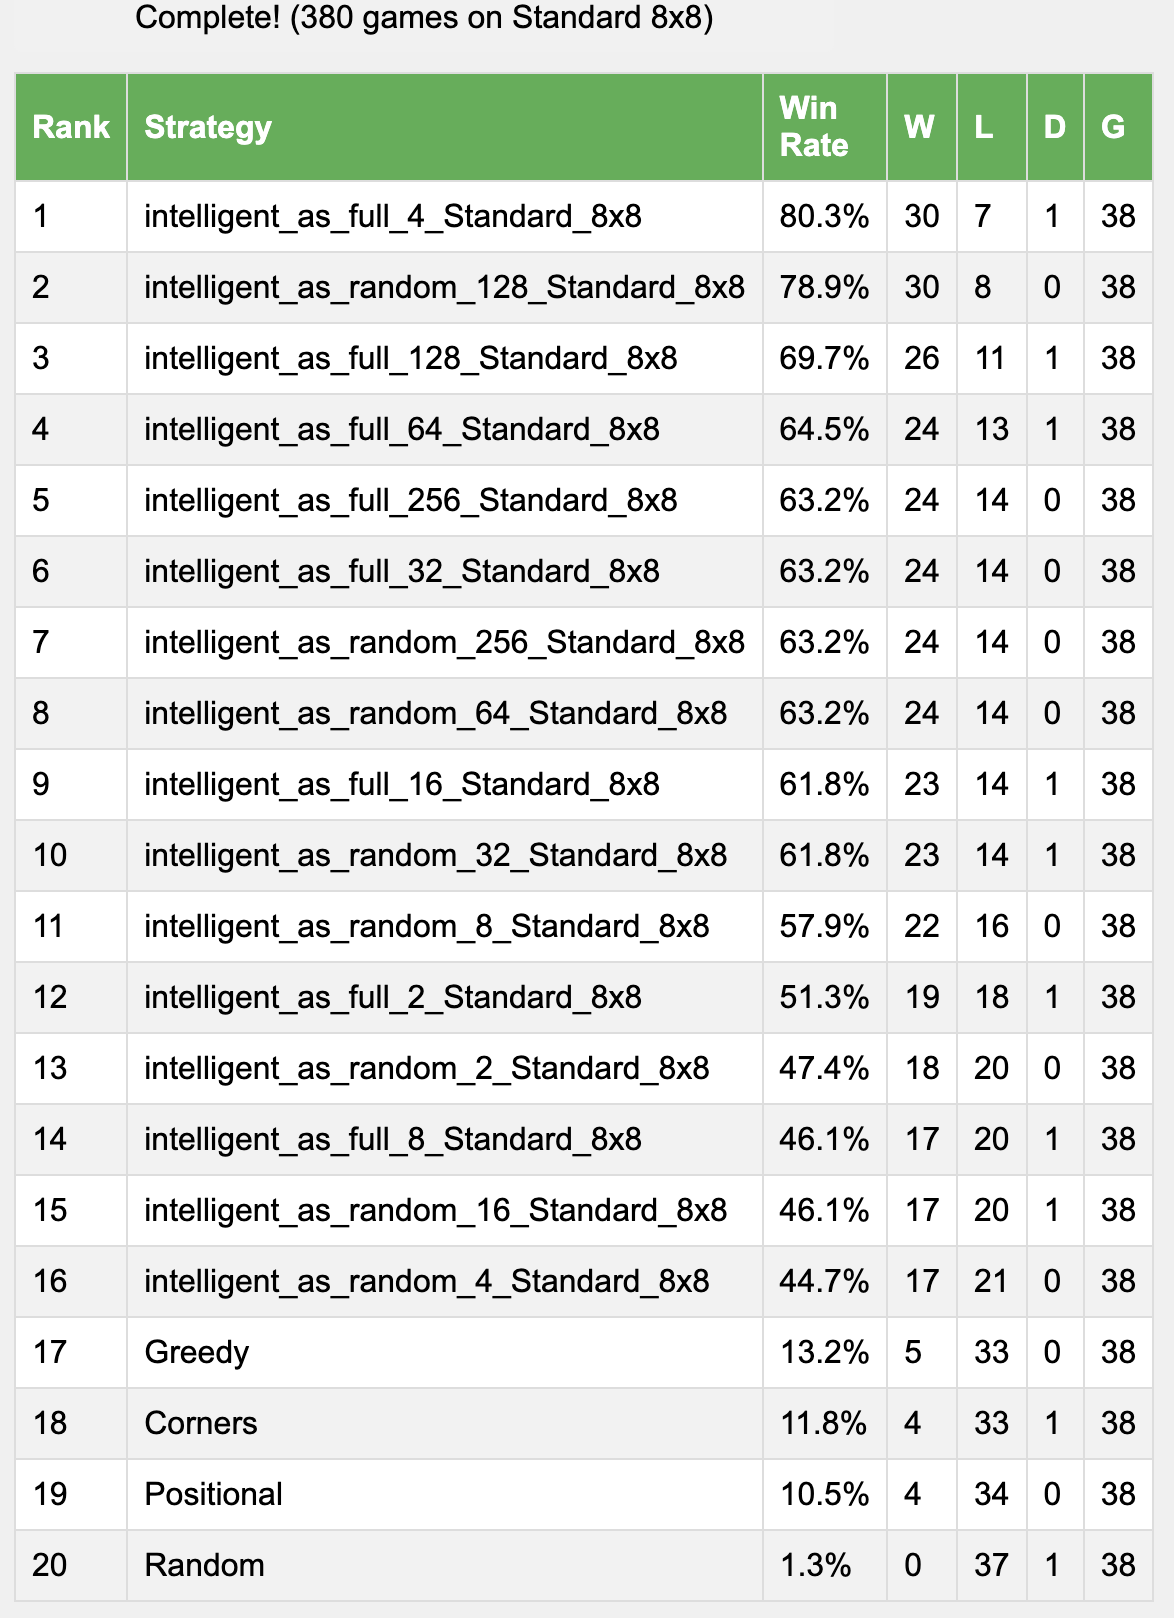 Complete! (380 games on Standard 8x8)
Rank Strategy Win Rate W L D G
1 intelligent_as_full_4_Standard_8x8 80.3% 30 7 1 38
2 intelligent_as_random_128_Standard_8x8 78.9% 30 8 0 38
3 intelligent_as_full_128_Standard_8x8 69.7% 26 11 1 38
4 intelligent_as_full_64_Standard_8x8 64.5% 24 13 1 38
5 intelligent_as_full_256_Standard_8x8 63.2% 24 14 0 38
6 intelligent_as_full_32_Standard_8x8 63.2% 24 14 0 38
7 intelligent_as_random_256_Standard_8x8 63.2% 24 14 0 38
8 intelligent_as_random_64_Standard_8x8 63.2% 24 14 0 38
9 intelligent_as_full_16_Standard_8x8 61.8% 23 14 1 38
10 intelligent_as_random_32_Standard_8x8 61.8% 23 14 1 38
11 intelligent_as_random_8_Standard_8x8 57.9% 22 16 0 38
12 intelligent_as_full_2_Standard_8x8 51.3% 19 18 1 38
13 intelligent_as_random_2_Standard_8x8 47.4% 18 20 0 38
14 intelligent_as_full_8_Standard_8x8 46.1% 17 20 1 38
15 intelligent_as_random_16_Standard_8x8 46.1% 17 20 1 38
16 intelligent_as_random_4_Standard_8x8 44.7% 17 21 0 38
17 Greedy 13.2% 5 33 0 38
18 Corners 11.8% 4 33 1 38
19 Positional 10.5% 4 34 0 38
20 Random 1.3% 0 37 1 38